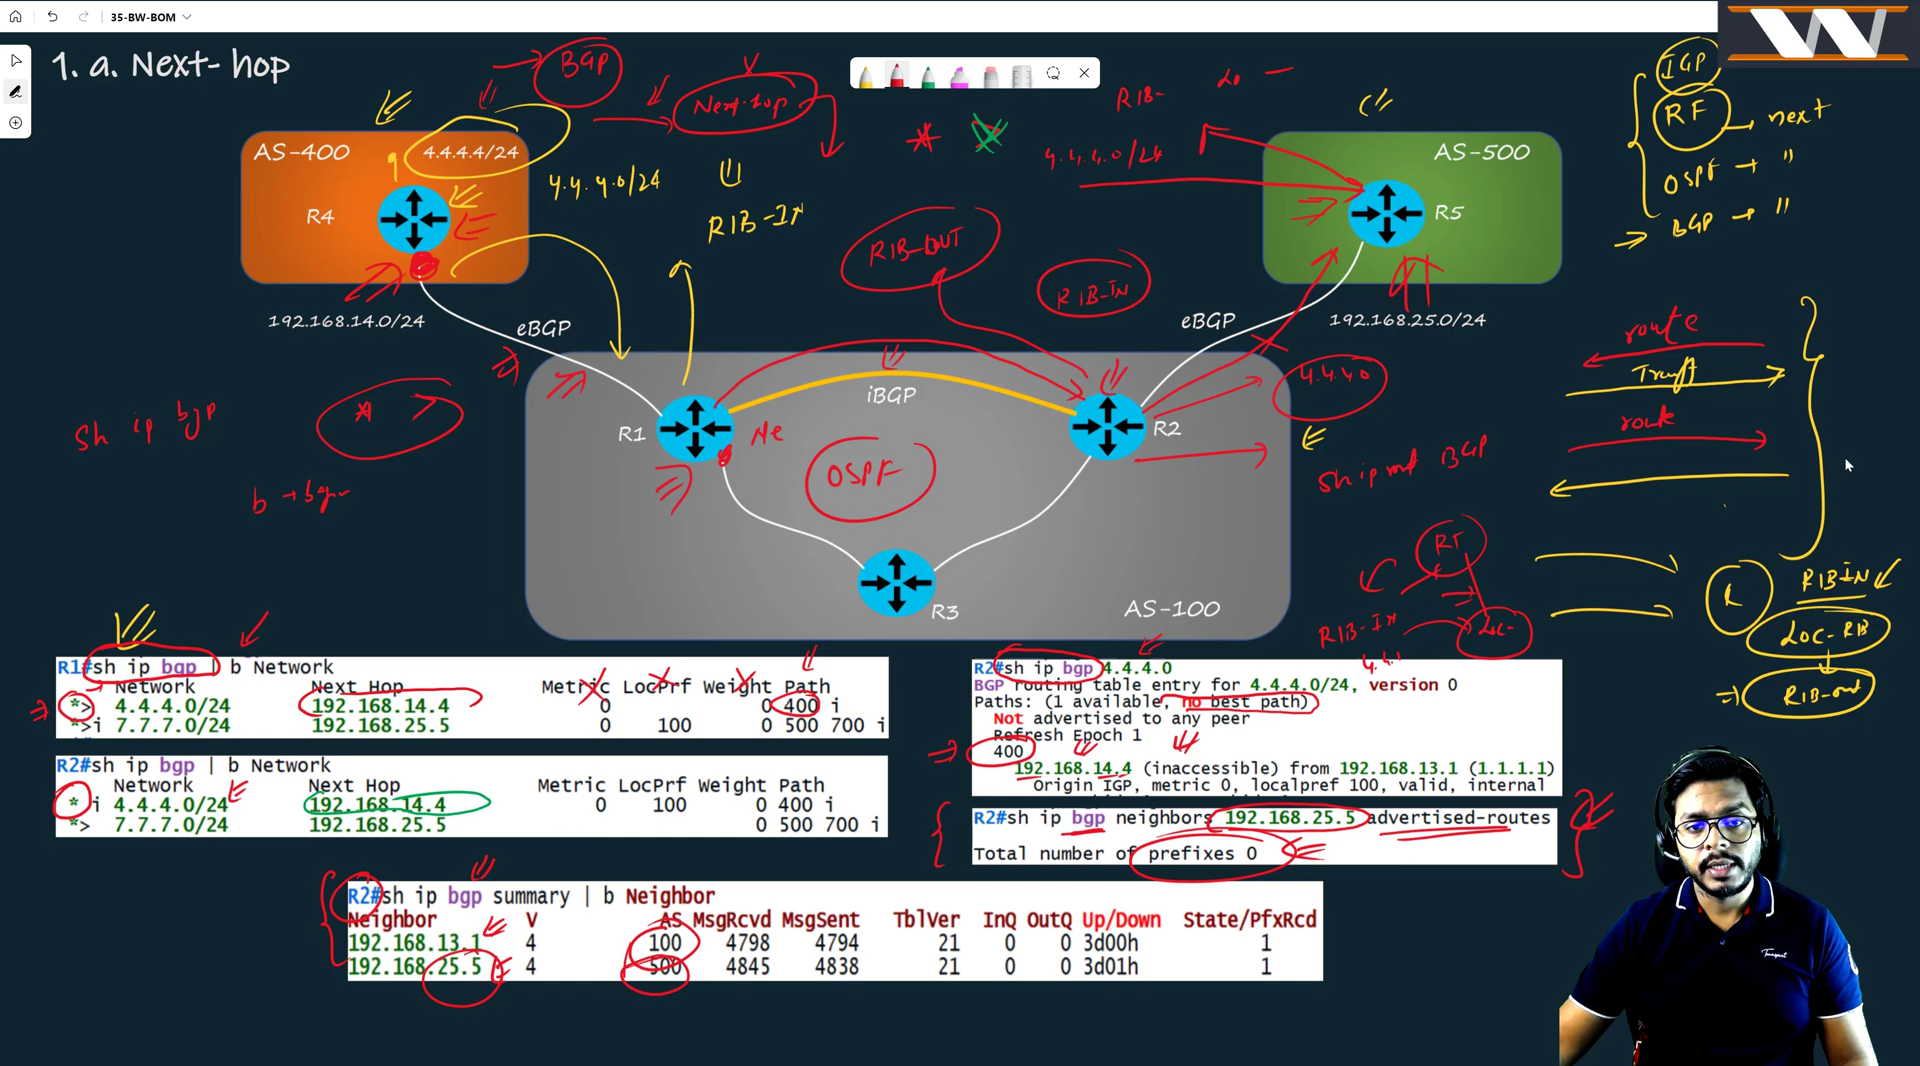 35-BW-BOM
1. a. Next-hop
BGP
Next-hop
AS-400
4.4.4.4/24
R4
4.4.4.0/24
RIB-IN
192.168.14.0/24
eBGP
RIB-
4.4.4.0/24
AS-500
R5
IGP
next
OSPF → "
BGP → "
RIB-OUT
RIB-IN
eBGP
192.168.25.0/24
route
route
iBGP
R1
Ne
R2
OSPF
R3
AS-100
4.4.4.0
Sh ip bgp
* >
BGP
RIB-IN
Loc-
RIB IN
LOC-RIB
RIB-out
R1#sh ip bgp | b Network
Network Next Hop Metric LocPrf Weight Path
*> 4.4.4.0/24 192.168.14.4 0 0 400 i
*>i 7.7.7.0/24 192.168.25.5 0 100 0 500 700 i
R2#sh ip bgp | b Network
Network Next Hop Metric LocPrf Weight Path
* i 4.4.4.0/24 192.168.14.4 0 100 0 400 i
*> 7.7.7.0/24 192.168.25.5 0 500 700 i
R2#sh ip bgp 4.4.4.0
BGP routing table entry for 4.4.4.0/24, version 0
Paths: (1 available, no best path)
Not advertised to any peer
Refresh Epoch 1
400
192.168.14.4 (inaccessible) from 192.168.13.1 (1.1.1.1)
Origin IGP, metric 0, localpref 100, valid, internal
R2#sh ip bgp neighbors 192.168.25.5 advertised-routes
Total number of prefixes 0
R2#sh ip bgp summary | b Neighbor
Neighbor V AS MsgRcvd MsgSent TblVer InQ OutQ Up/Down State/PfxRcd
192.168.13.1 4 100 4798 4794 21 0 0 3d00h 1
192.168.25.5 4 500 4845 4838 21 0 0 3d01h 1